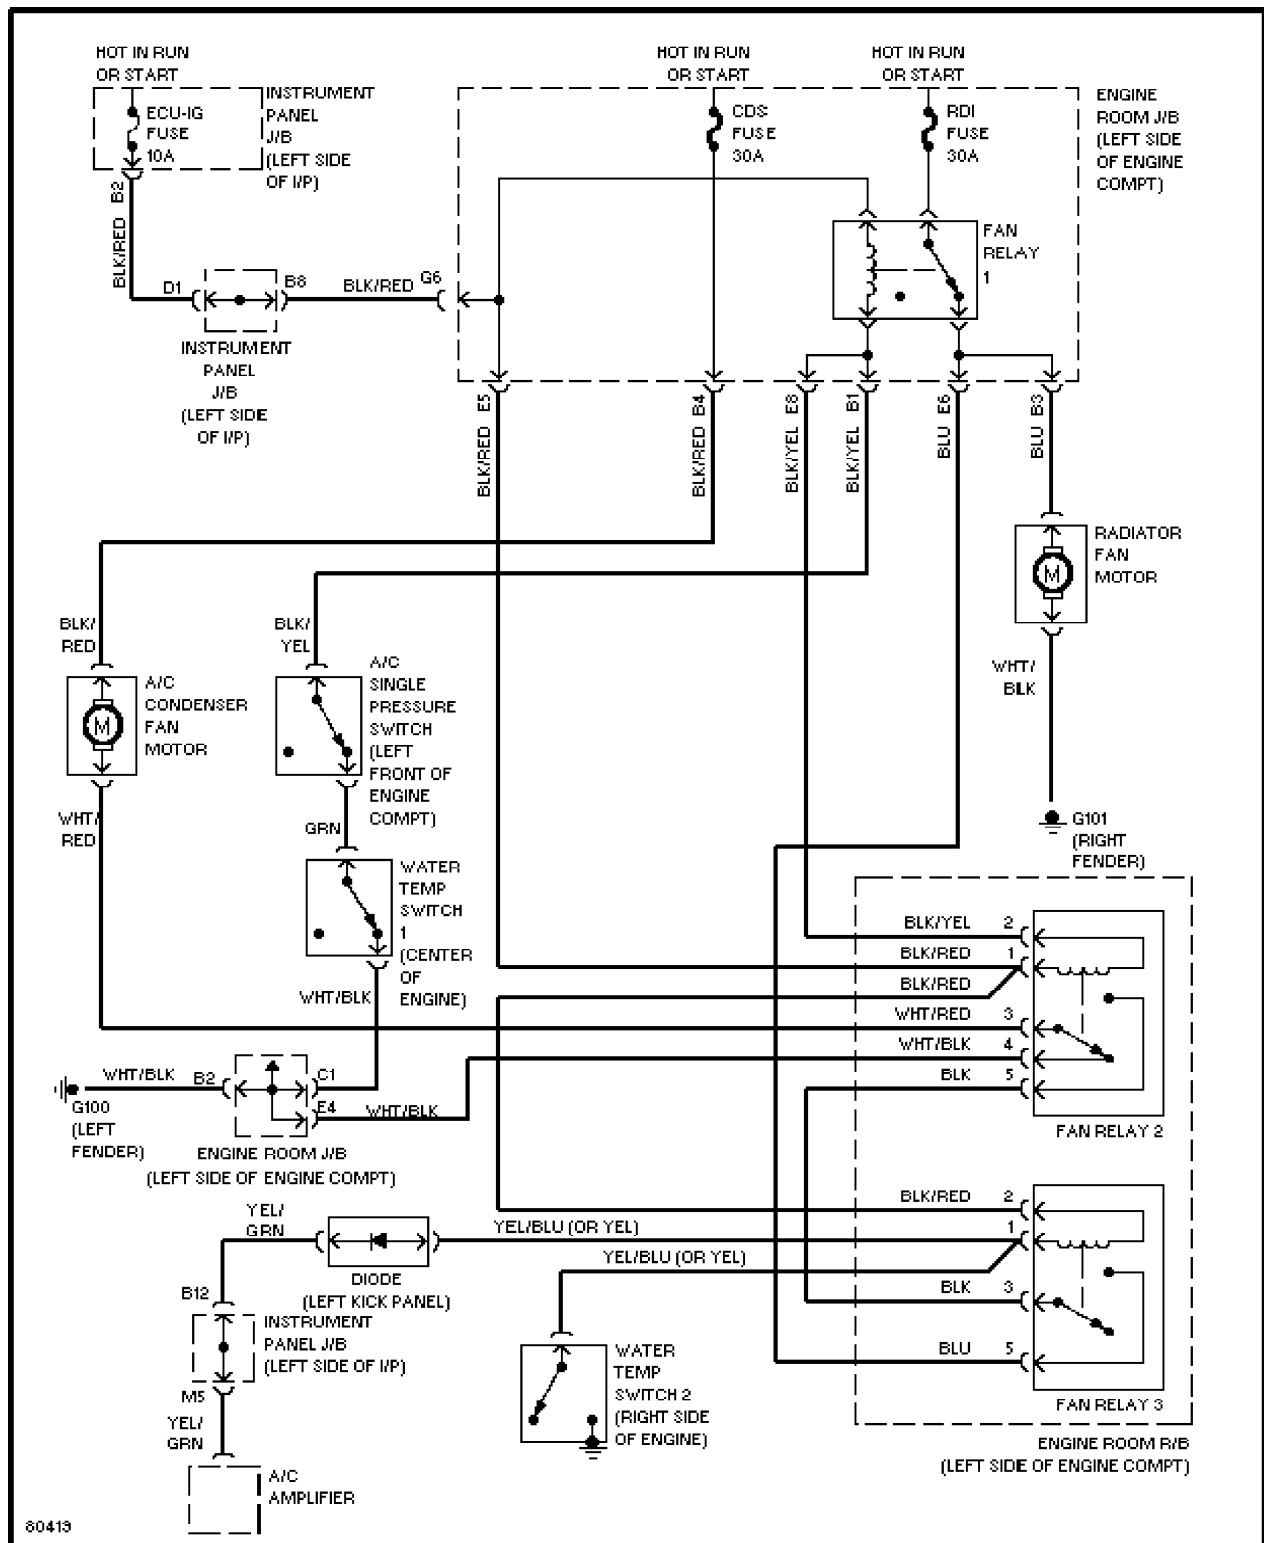 HOT IN RUN
OR START
HOT IN RUN
OR START
HOT IN RUN
OR START
ECU-IG
FUSE
10A
INSTRUMENT
PANEL
J/B
(LEFT SIDE
OF I/P)
CDS
FUSE
30A
RDI
FUSE
30A
ENGINE
ROOM J/B
(LEFT SIDE
OF ENGINE
COMPT)
B2
BLK/RED
FAN
RELAY
1
D1
B8
BLK/RED
G6
INSTRUMENT
PANEL
J/B
(LEFT SIDE
OF I/P)
E5
B4
E8
B1
E6
B3
BLK/RED
BLK/RED
BLK/YEL
BLK/YEL
BLU
BLU
RADIATOR
FAN
MOTOR
M
BLK/
RED
BLK/
YEL
WHT/
BLK
A/C
CONDENSER
FAN
MOTOR
M
A/C
SINGLE
PRESSURE
SWITCH
(LEFT
FRONT OF
ENGINE
COMPT)
WHT/
RED
GRN
G101
(RIGHT
FENDER)
WATER
TEMP
SWITCH
1
(CENTER
OF
ENGINE)
WHT/BLK
BLK/YEL 2
BLK/RED 1
BLK/RED
WHT/RED 3
WHT/BLK 4
BLK 5
FAN RELAY 2
WHT/BLK
B2
C1
E4
WHT/BLK
G100
(LEFT
FENDER)
ENGINE ROOM J/B
(LEFT SIDE OF ENGINE COMPT)
YEL/
GRN
YEL/BLU (OR YEL)
YEL/BLU (OR YEL)
BLK/RED 2
1
BLK 3
BLU 5
FAN RELAY 3
DIODE
(LEFT KICK PANEL)
B12
INSTRUMENT
PANEL J/B
(LEFT SIDE OF I/P)
M5
YEL/
GRN
WATER
TEMP
SWITCH 2
(RIGHT SIDE
OF ENGINE)
ENGINE ROOM R/B
(LEFT SIDE OF ENGINE COMPT)
A/C
AMPLIFIER
80419